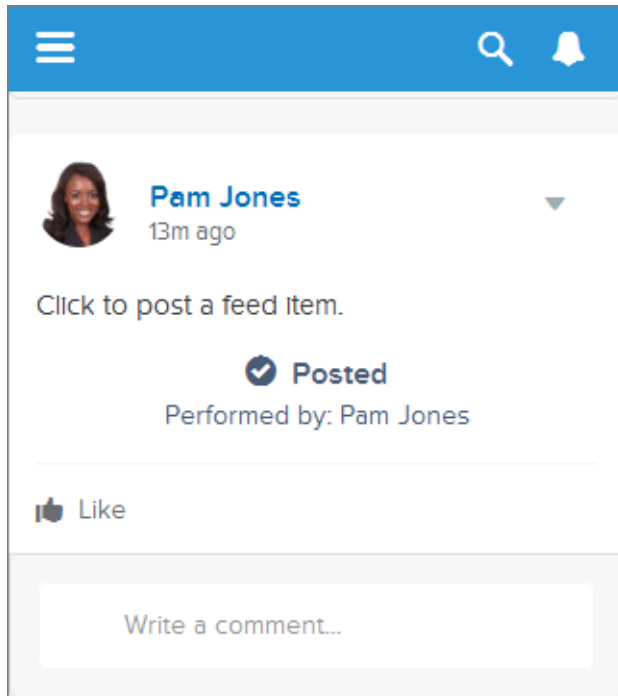 Pam Jones
13m ago
Click to post a feed item.
Posted
Performed by: Pam Jones
Like
Write a comment...